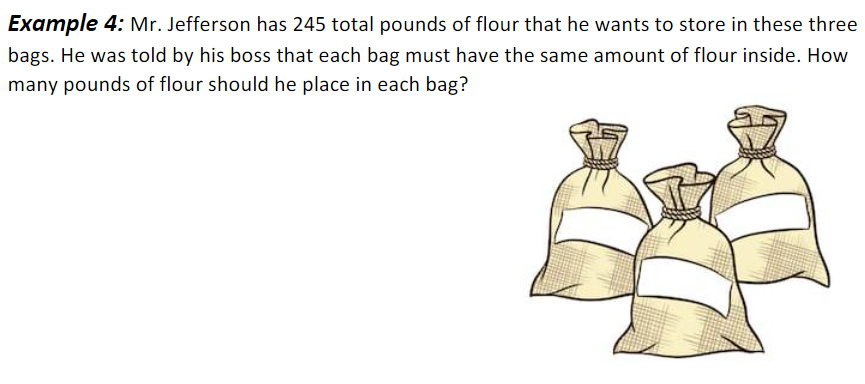 Example 4: Mr. Jefferson has 245 total pounds of flour that he wants to store in these three
bags. He was told by his boss that each bag must have the same amount of flour inside. How
many pounds of flour should he place in each bag?